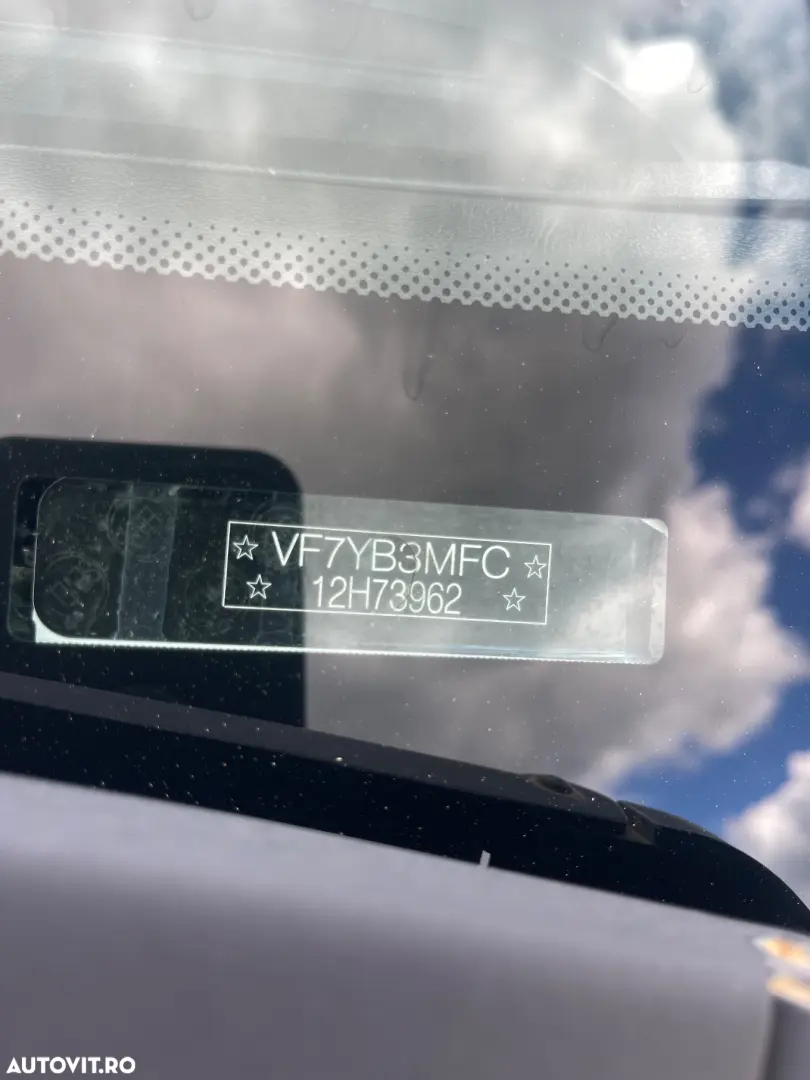 ☆ VF7YB3MFC ☆
☆ 12H73962 ☆
AUTOVIT.RO